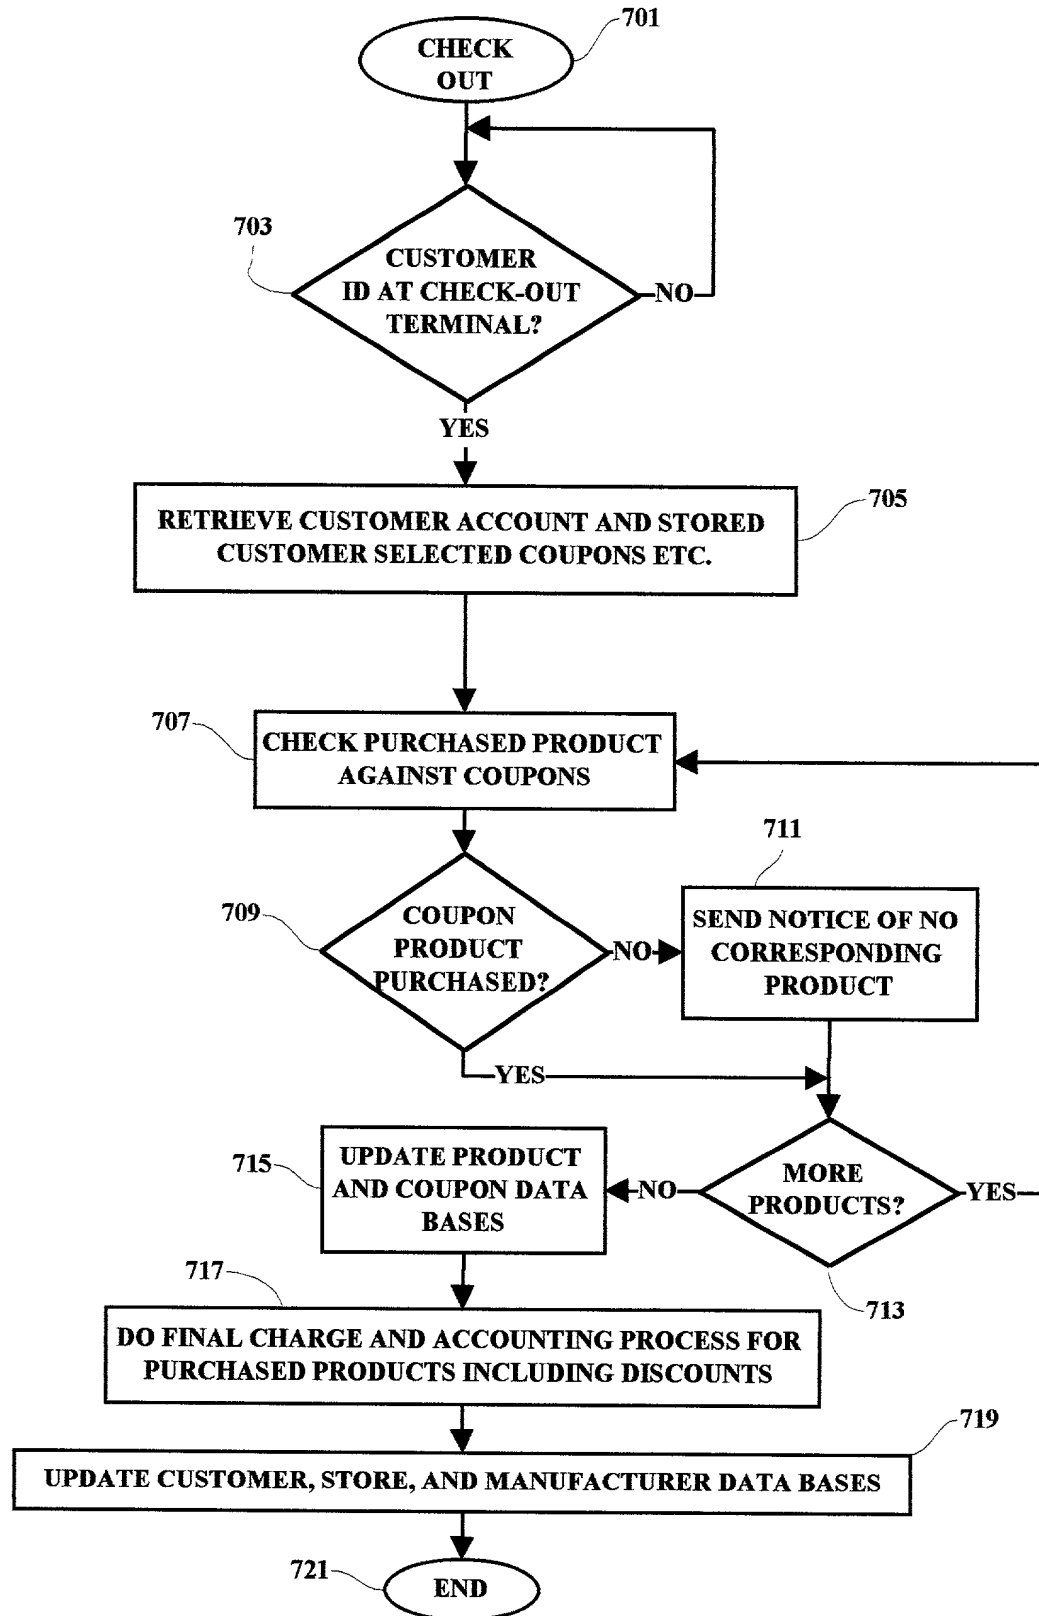 701
CHECK
OUT
703
CUSTOMER
ID AT CHECK-OUT
TERMINAL?
NO
YES
705
RETRIEVE CUSTOMER ACCOUNT AND STORED
CUSTOMER SELECTED COUPONS ETC.
707
CHECK PURCHASED PRODUCT
AGAINST COUPONS
711
709
COUPON
PRODUCT
PURCHASED?
NO
SEND NOTICE OF NO
CORRESPONDING
PRODUCT
YES
715
UPDATE PRODUCT
AND COUPON DATA
BASES
NO
MORE
PRODUCTS?
YES
713
717
DO FINAL CHARGE AND ACCOUNTING PROCESS FOR
PURCHASED PRODUCTS INCLUDING DISCOUNTS
719
UPDATE CUSTOMER, STORE, AND MANUFACTURER DATA BASES
721
END